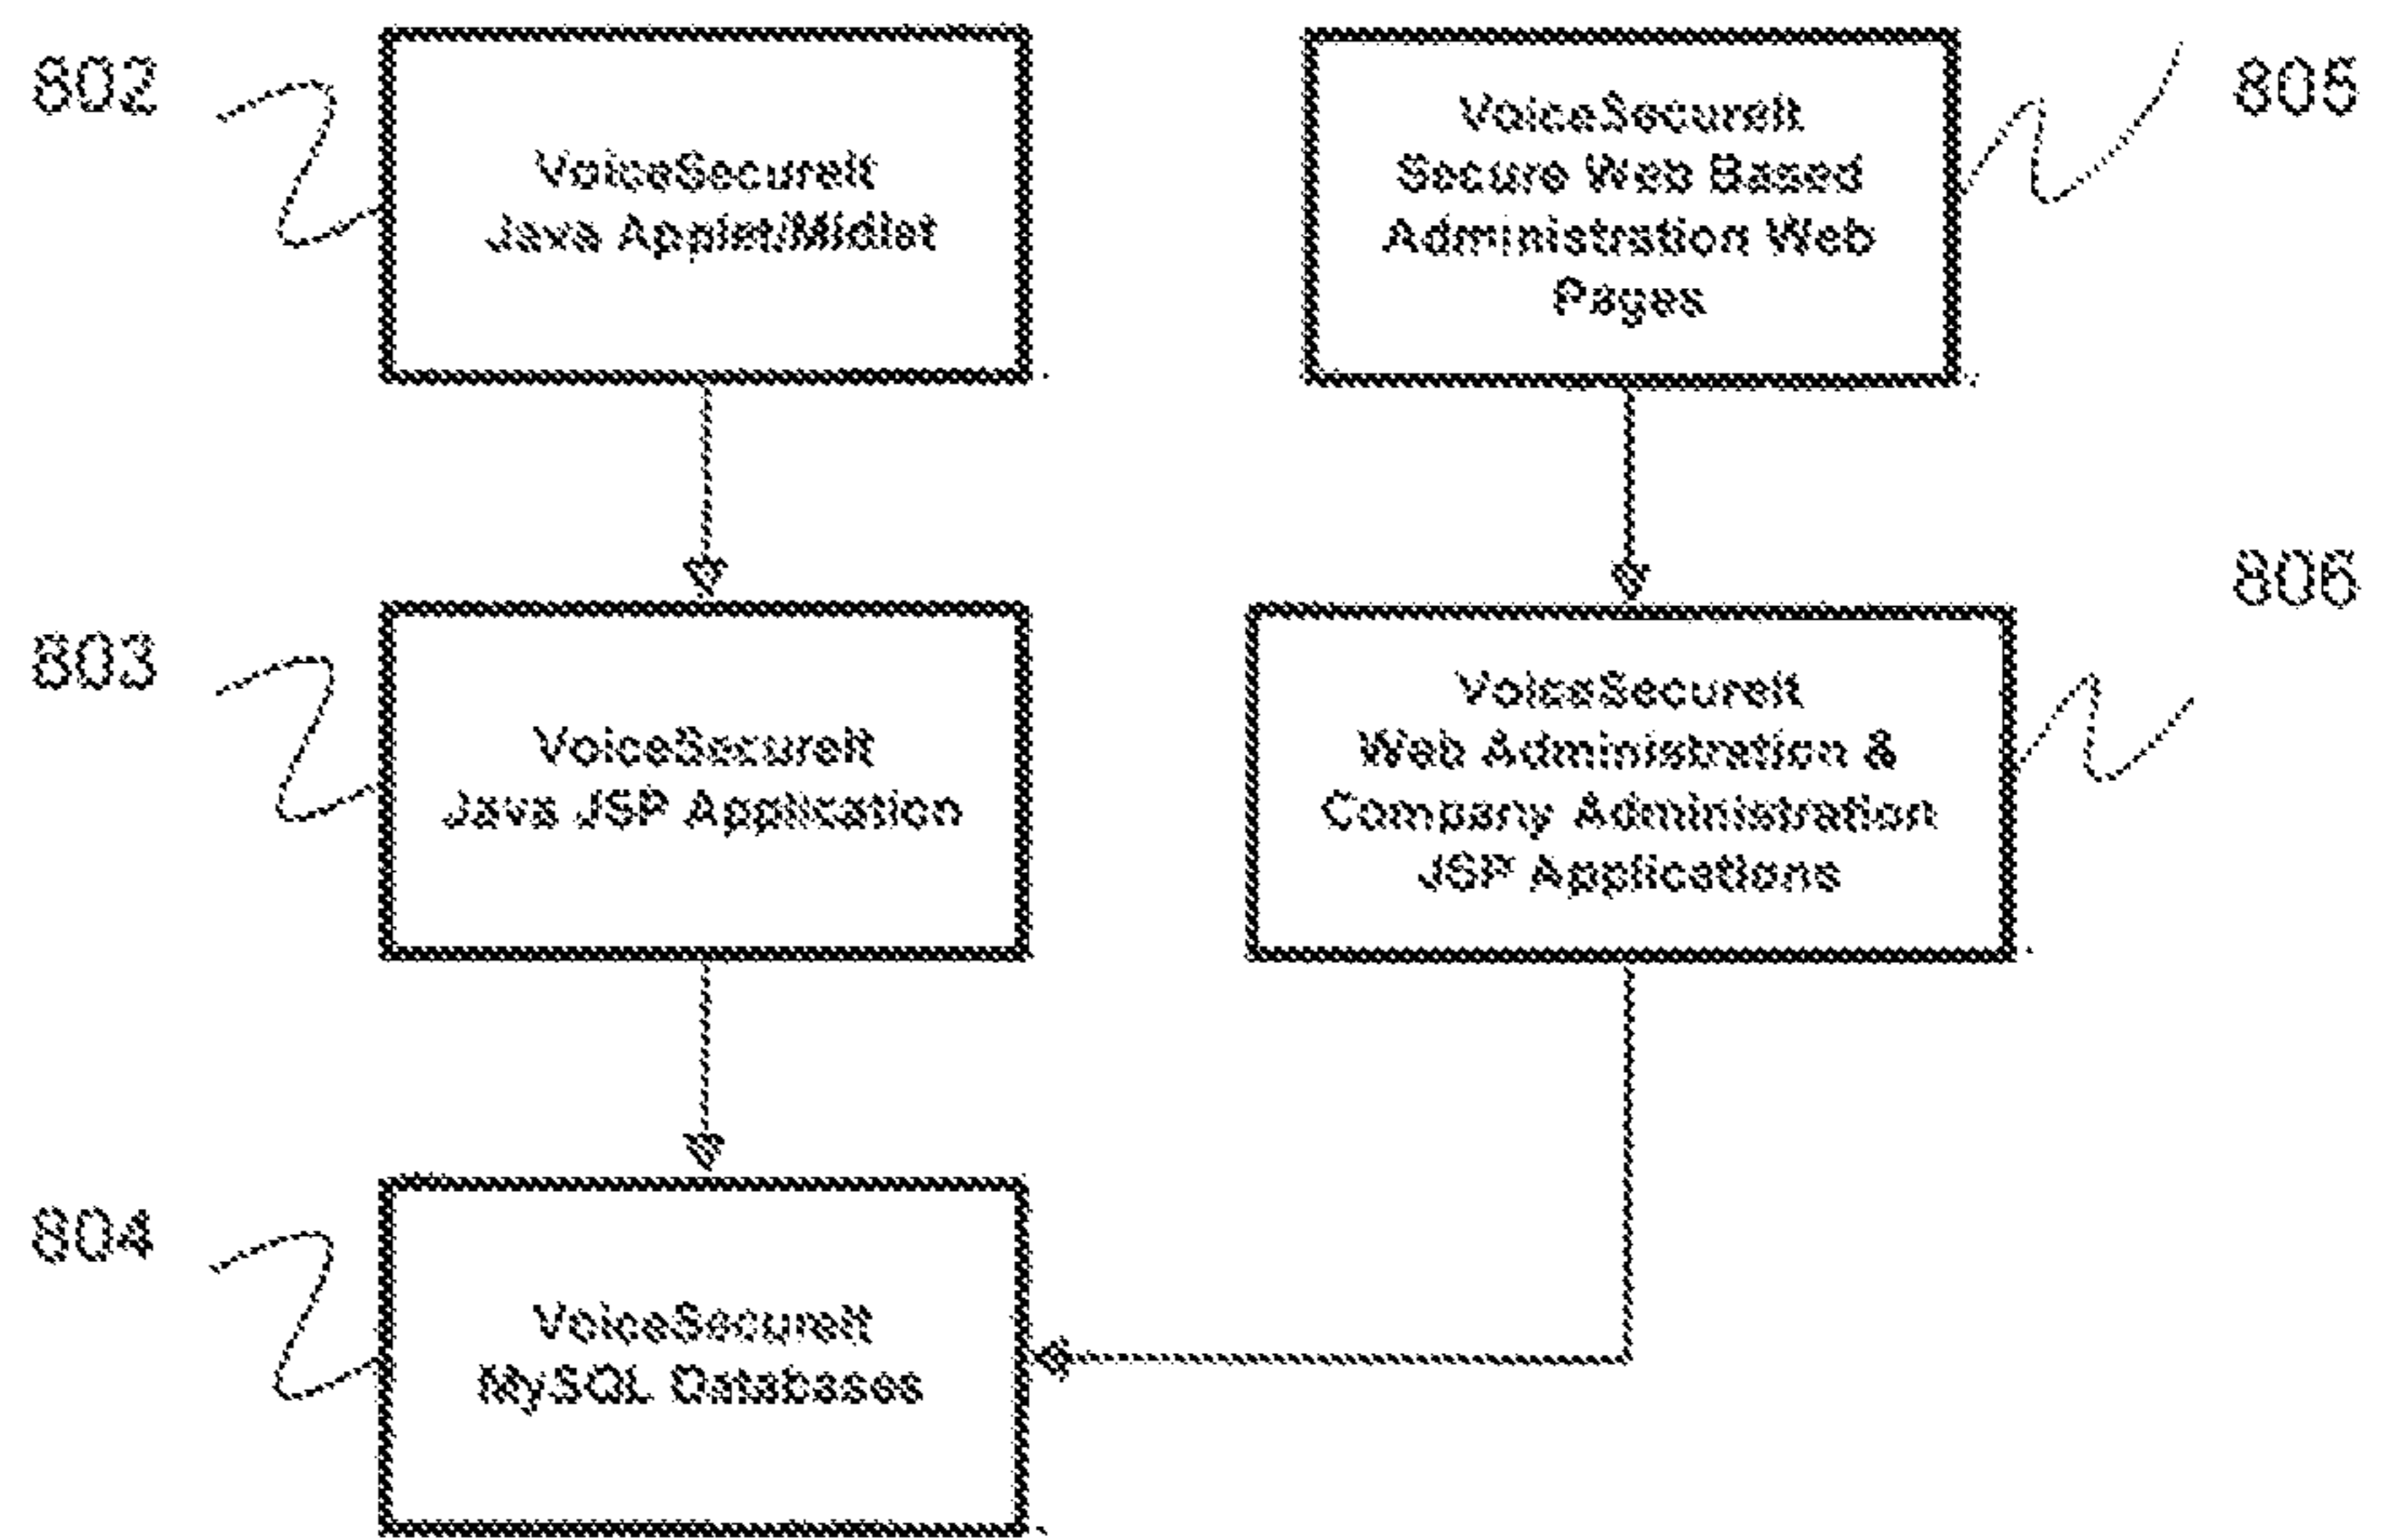 802
VoiceSecureIt
Java Applet/Midlet
805
VoiceSecureIt
Secure Web Based
Administration Web
Pages
803
VoiceSecureIt
Java JSP Application
806
VoiceSecureIt
Web Administration &
Company Administration
JSP Applications
804
VoiceSecureIt
MySQL Databases